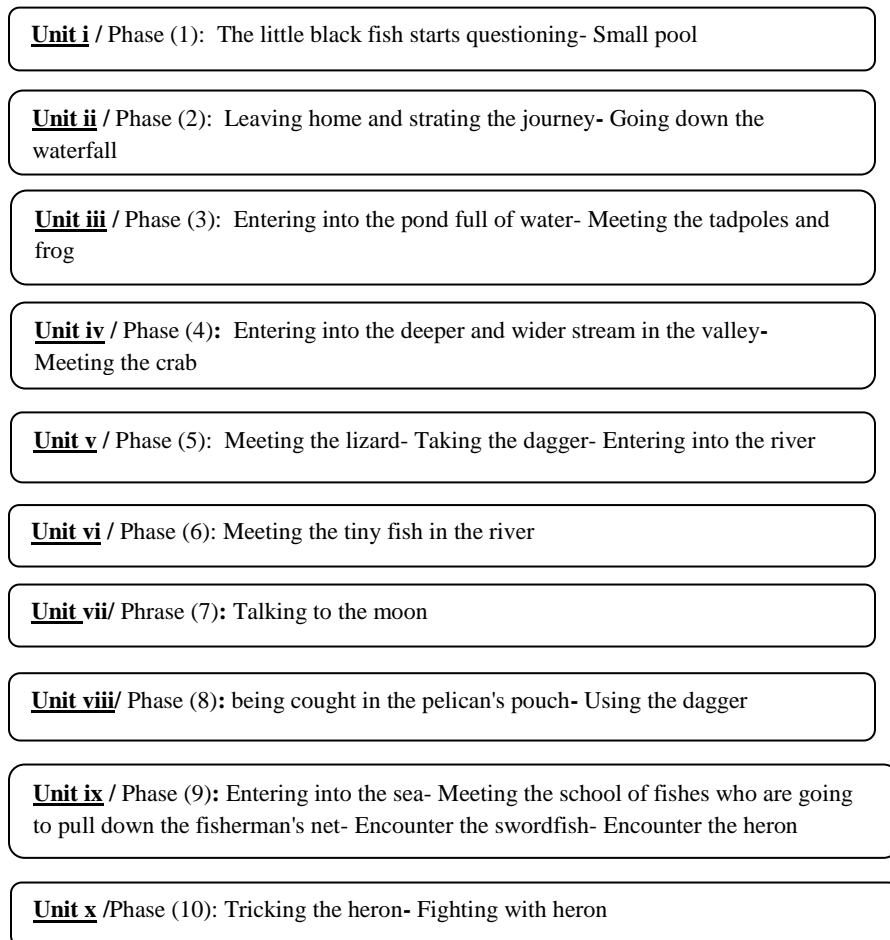 Unit i / Phase (1): The little black fish starts questioning- Small pool
Unit ii / Phase (2): Leaving home and strating the journey- Going down the
waterfall
Unit iii / Phase (3): Entering into the pond full of water- Meeting the tadpoles and
frog
Unit iv / Phase (4): Entering into the deeper and wider stream in the valley-
Meeting the crab
Unit v / Phase (5): Meeting the lizard- Taking the dagger- Entering into the river
Unit vi / Phase (6): Meeting the tiny fish in the river
Unit vii/ Phrase (7): Talking to the moon
Unit viii/ Phase (8): being cought in the pelican's pouch- Using the dagger
Unit ix / Phase (9): Entering into the sea- Meeting the school of fishes who are going
to pull down the fisherman's net- Encounter the swordfish- Encounter the heron
Unit x /Phase (10): Tricking the heron- Fighting with heron